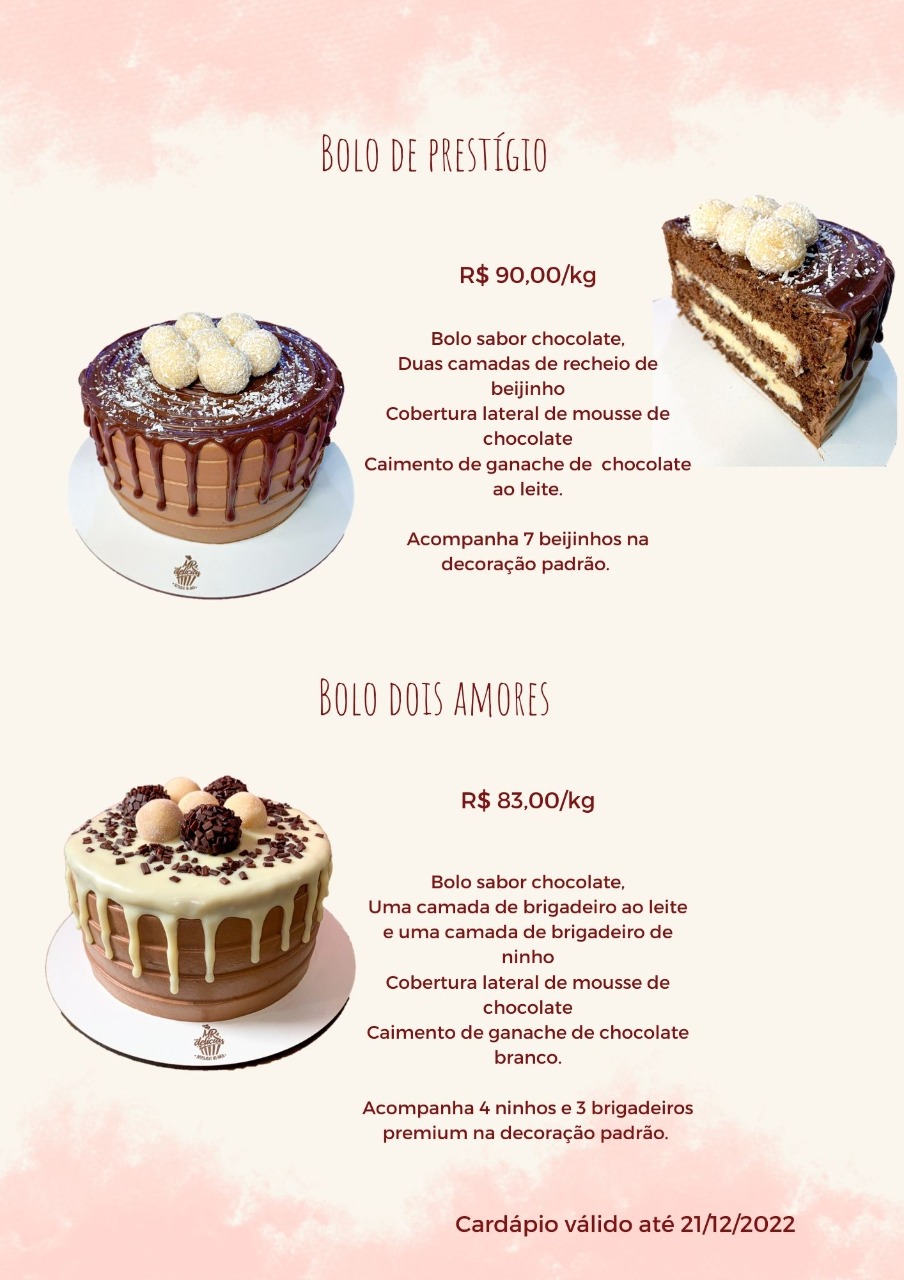 Bolo de prestígio
R$ 90,00/kg
Bolo sabor chocolate,
Duas camadas de recheio de
beijinho
Cobertura lateral de mousse de
chocolate
Caimento de ganache de  chocolate
ao leite.
Acompanha 7 beijinhos na
decoração padrão.
MR
delícias
Bolo dois amores
R$ 83,00/kg
Bolo sabor chocolate,
Uma camada de brigadeiro ao leite
e uma camada de brigadeiro de
ninho
Cobertura lateral de mousse de
chocolate
Caimento de ganache de chocolate
branco.
MR
delícias
Acompanha 4 ninhos e 3 brigadeiros
premium na decoração padrão.
Cardápio válido até 21/12/2022